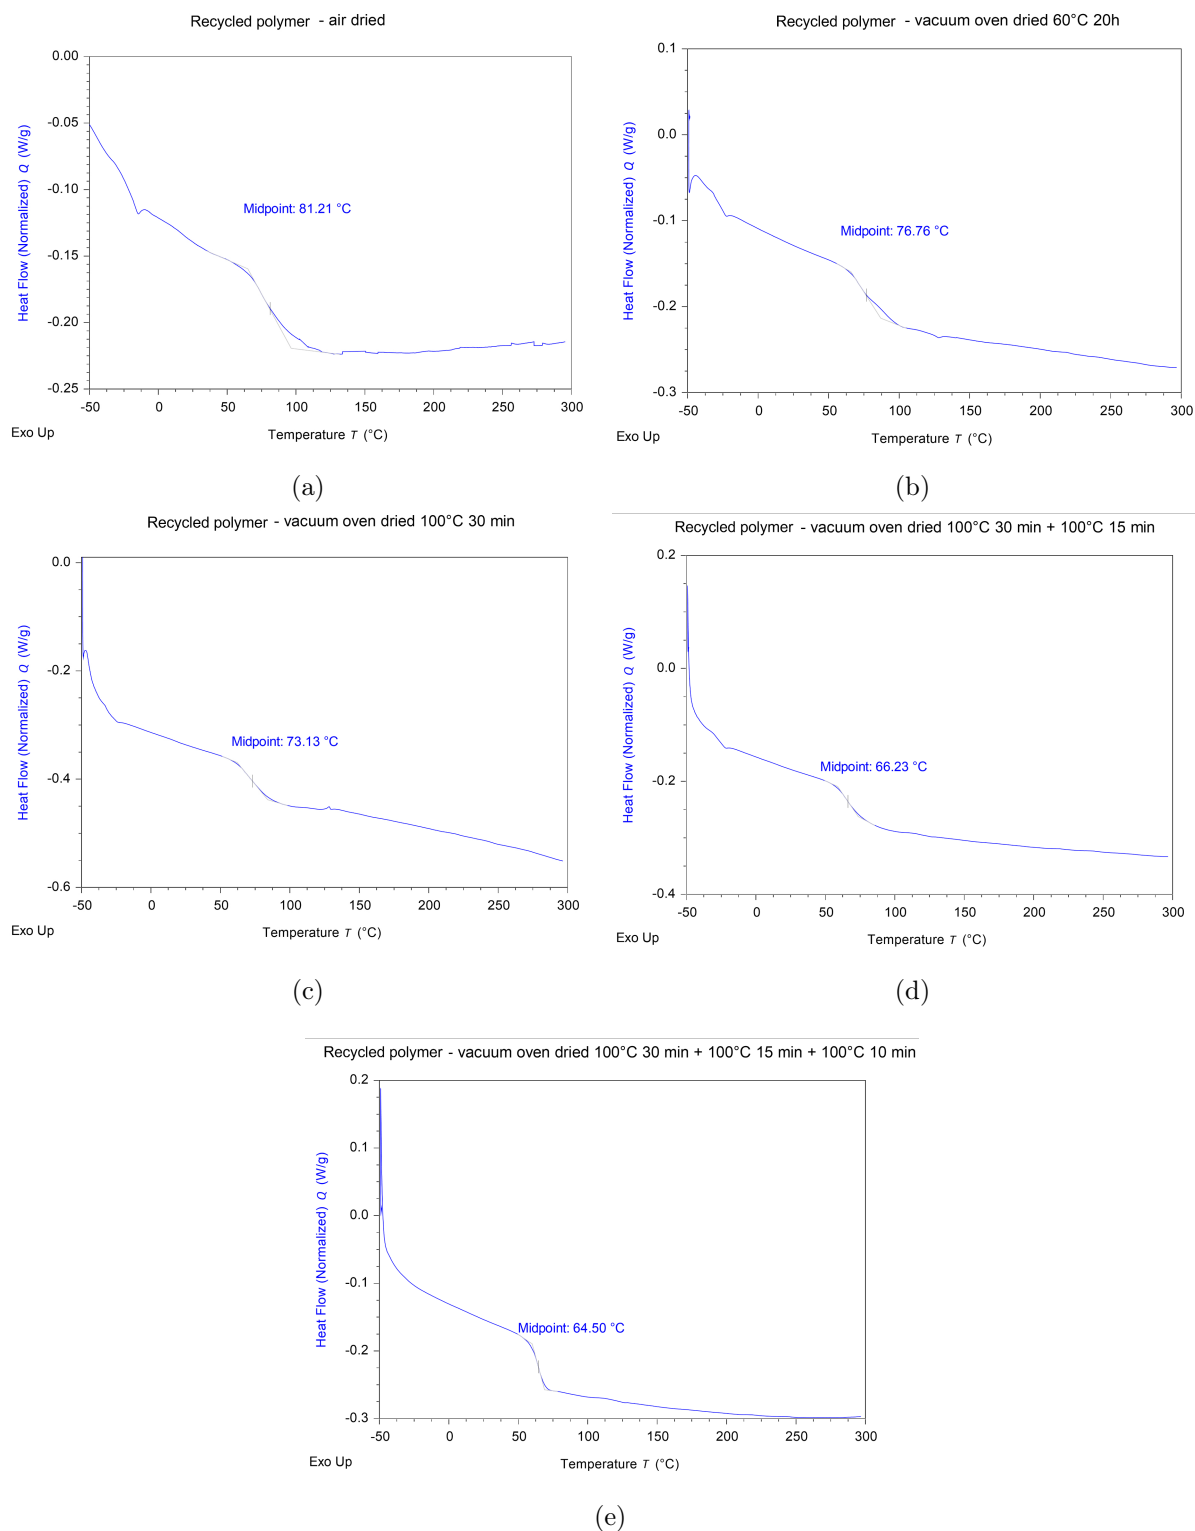 Recycled polymer - air dried
0.00
-0.05
-0.10
-0.15
-0.20
-0.25
Heat Flow (Normalized) Q (W/g)
Midpoint: 81.21 °C
-50 0 50 100 150 200 250 300
Exo Up
Temperature T (°C)
(a)
Recycled polymer - vacuum oven dried 60°C 20h
0.1
0.0
-0.1
-0.2
-0.3
Heat Flow (Normalized) Q (W/g)
Midpoint: 76.76 °C
-50 0 50 100 150 200 250 300
Exo Up
Temperature T (°C)
(b)
Recycled polymer - vacuum oven dried 100°C 30 min
0.0
-0.2
-0.4
-0.6
Heat Flow (Normalized) Q (W/g)
Midpoint: 73.13 °C
-50 0 50 100 150 200 250 300
Exo Up
Temperature T (°C)
(c)
Recycled polymer - vacuum oven dried 100°C 30 min + 100°C 15 min
0.2
0.0
-0.2
-0.4
Heat Flow (Normalized) Q (W/g)
Midpoint: 66.23 °C
-50 0 50 100 150 200 250 300
Exo Up
Temperature T (°C)
(d)
Recycled polymer - vacuum oven dried 100°C 30 min + 100°C 15 min + 100°C 10 min
0.2
0.1
0.0
-0.1
-0.2
-0.3
Heat Flow (Normalized) Q (W/g)
Midpoint: 64.50 °C
-50 0 50 100 150 200 250 300
Exo Up
Temperature T (°C)
(e)